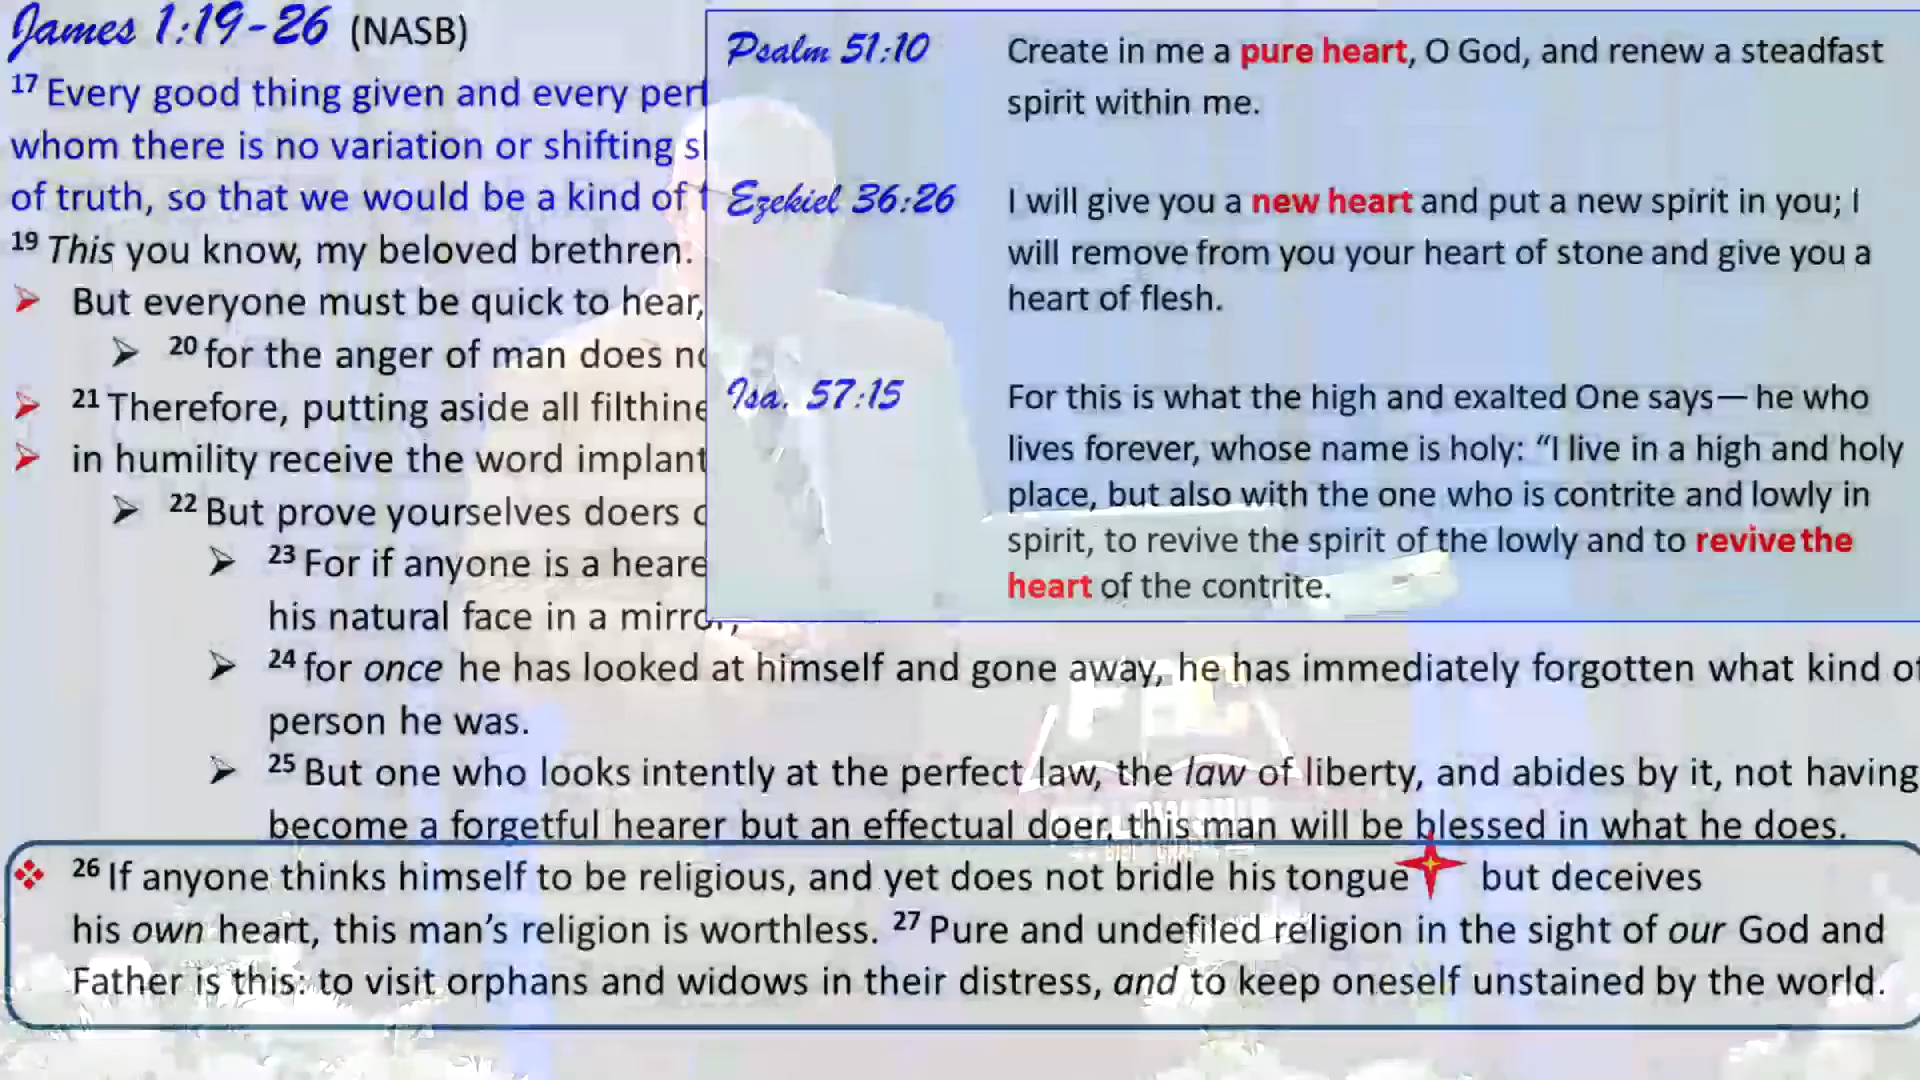 James 1:19-26 (NASB)
17 Every good thing given and every perf
whom there is no variation or shifting s
of truth, so that we would be a kind of
19 This you know, my beloved brethren.
But everyone must be quick to hear,
20 for the anger of man does no
21 Therefore, putting aside all filthine
in humility receive the word implant
22 But prove yourselves doers o
23 For if anyone is a heare
his natural face in a mirror,
24 for once he has looked at himself and gone away, he has immediately forgotten what kind of
person he was.
25 But one who looks intently at the perfect law, the law of liberty, and abides by it, not having
become a forgetful hearer but an effectual doer, this man will be blessed in what he does.
26 If anyone thinks himself to be religious, and yet does not bridle his tongue but deceives
his own heart, this man's religion is worthless. 27 Pure and undefiled religion in the sight of our God and
Father is this: to visit orphans and widows in their distress, and to keep oneself unstained by the world.
Psalm 51:10 Create in me a pure heart, O God, and renew a steadfast
spirit within me.
Ezekiel 36:26 I will give you a new heart and put a new spirit in you; I
will remove from you your heart of stone and give you a
heart of flesh.
Isa. 57:15 For this is what the high and exalted One says— he who
lives forever, whose name is holy: “I live in a high and holy
place, but also with the one who is contrite and lowly in
spirit, to revive the spirit of the lowly and to revive the
heart of the contrite.
FBC